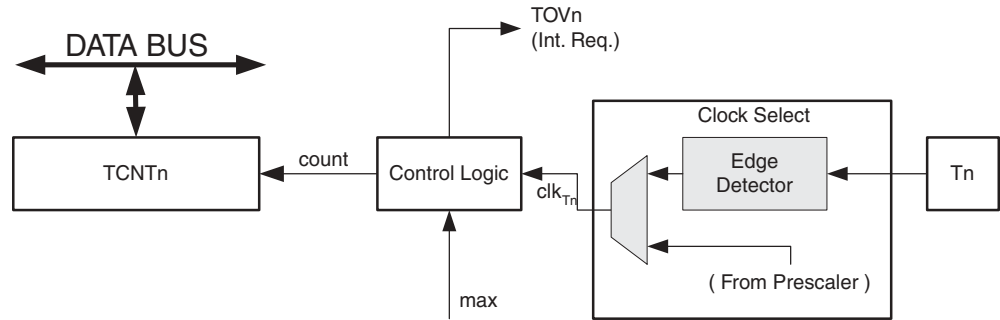 TOVn
(Int. Req.)
DATA BUS
Clock Select
TCNTn
count
Control Logic
clkTn
Edge
Detector
Tn
( From Prescaler )
max